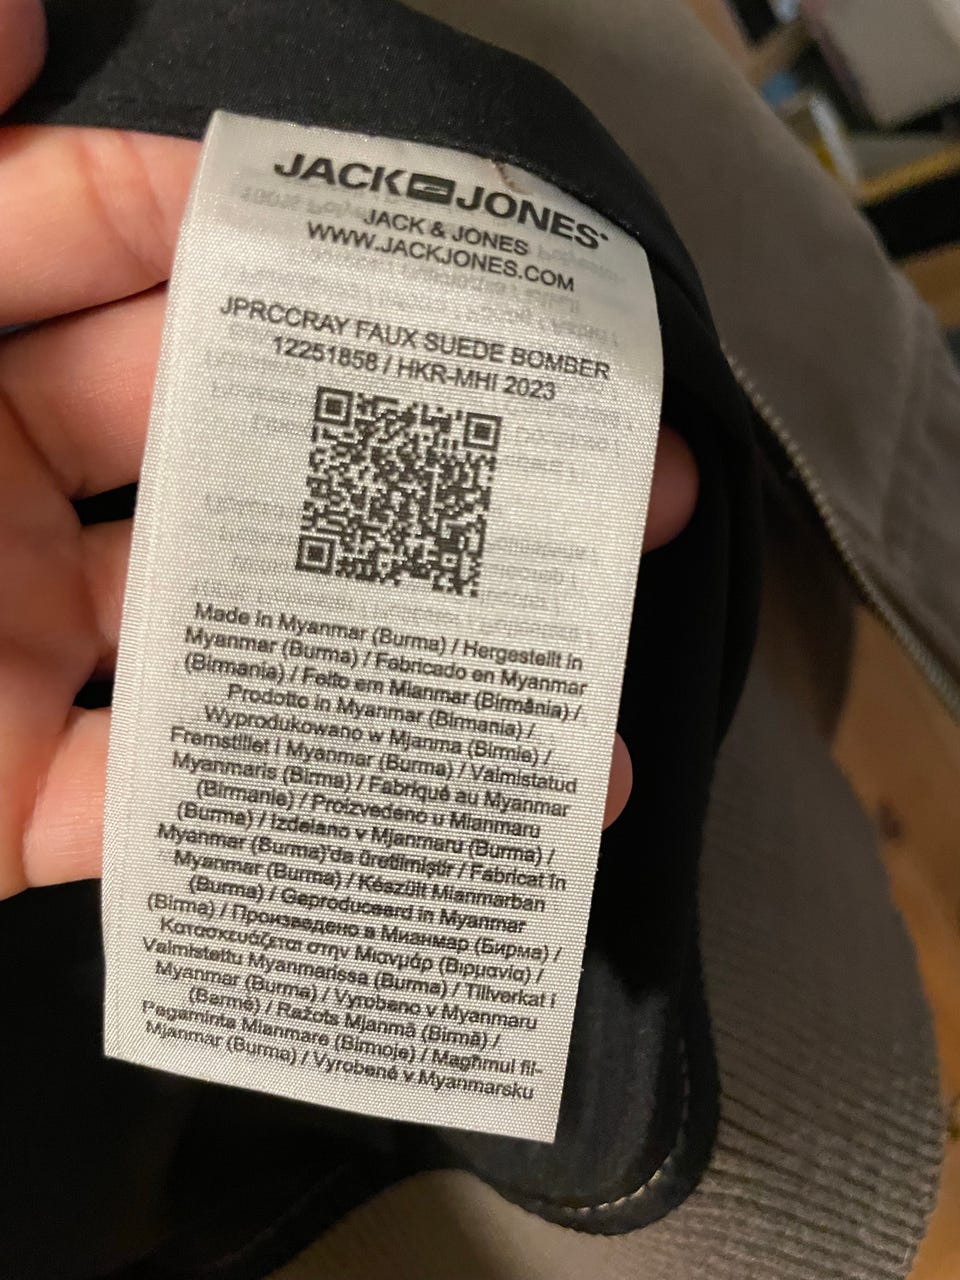 JACK JONES
JACK & JONES
WWW.JACKJONES.COM
JPRCCRAY FAUX SUEDE BOMBER
12251858 / HKR-MHI 2023
Made in Myanmar (Burma) / Hergestellt in
Myanmar (Burma) / Fabricado en Myanmar
(Birmania) / Feito em Mianmar (Birmânia) /
Prodotto in Myanmar (Birmania) /
Wyprodukowano w Mjanma (Birmie) /
Fremstillet i Myanmar (Burma) / Valmistatud
Myanmaris (Birma) / Fabriqué au Myanmar
(Birmanie) / Proizvedeno u Mianmaru
(Burma) / Izdelano v Mjanmaru (Burma) /
Myanmar (Burma)'da üretilmiştir / Fabricat în
Myanmar (Burma) / Készült Mianmarban
(Burma) / Geproduceerd in Myanmar
(Birma) / Произведено в Мианмар (Бирма) /
Κατασκευάζεται στην Μιανμάρ (Βιρμανία) /
Valmistettu Myanmarissa (Burma) / Tillverkat i
Myanmar (Burma) / Vyrobeno v Myanmaru
(Barmě) / Ražots Mjanmā (Birmā) /
Pagaminta Mianmare (Birmoje) / Magħmul fil-
Mjanmar (Burma) / Vyrobené v Myanmarsku